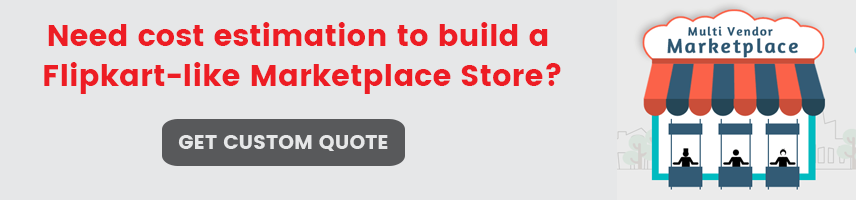 Need cost estimation to build a
Flipkart-like Marketplace Store?
GET CUSTOM QUOTE
Multi Vendor
Marketplace